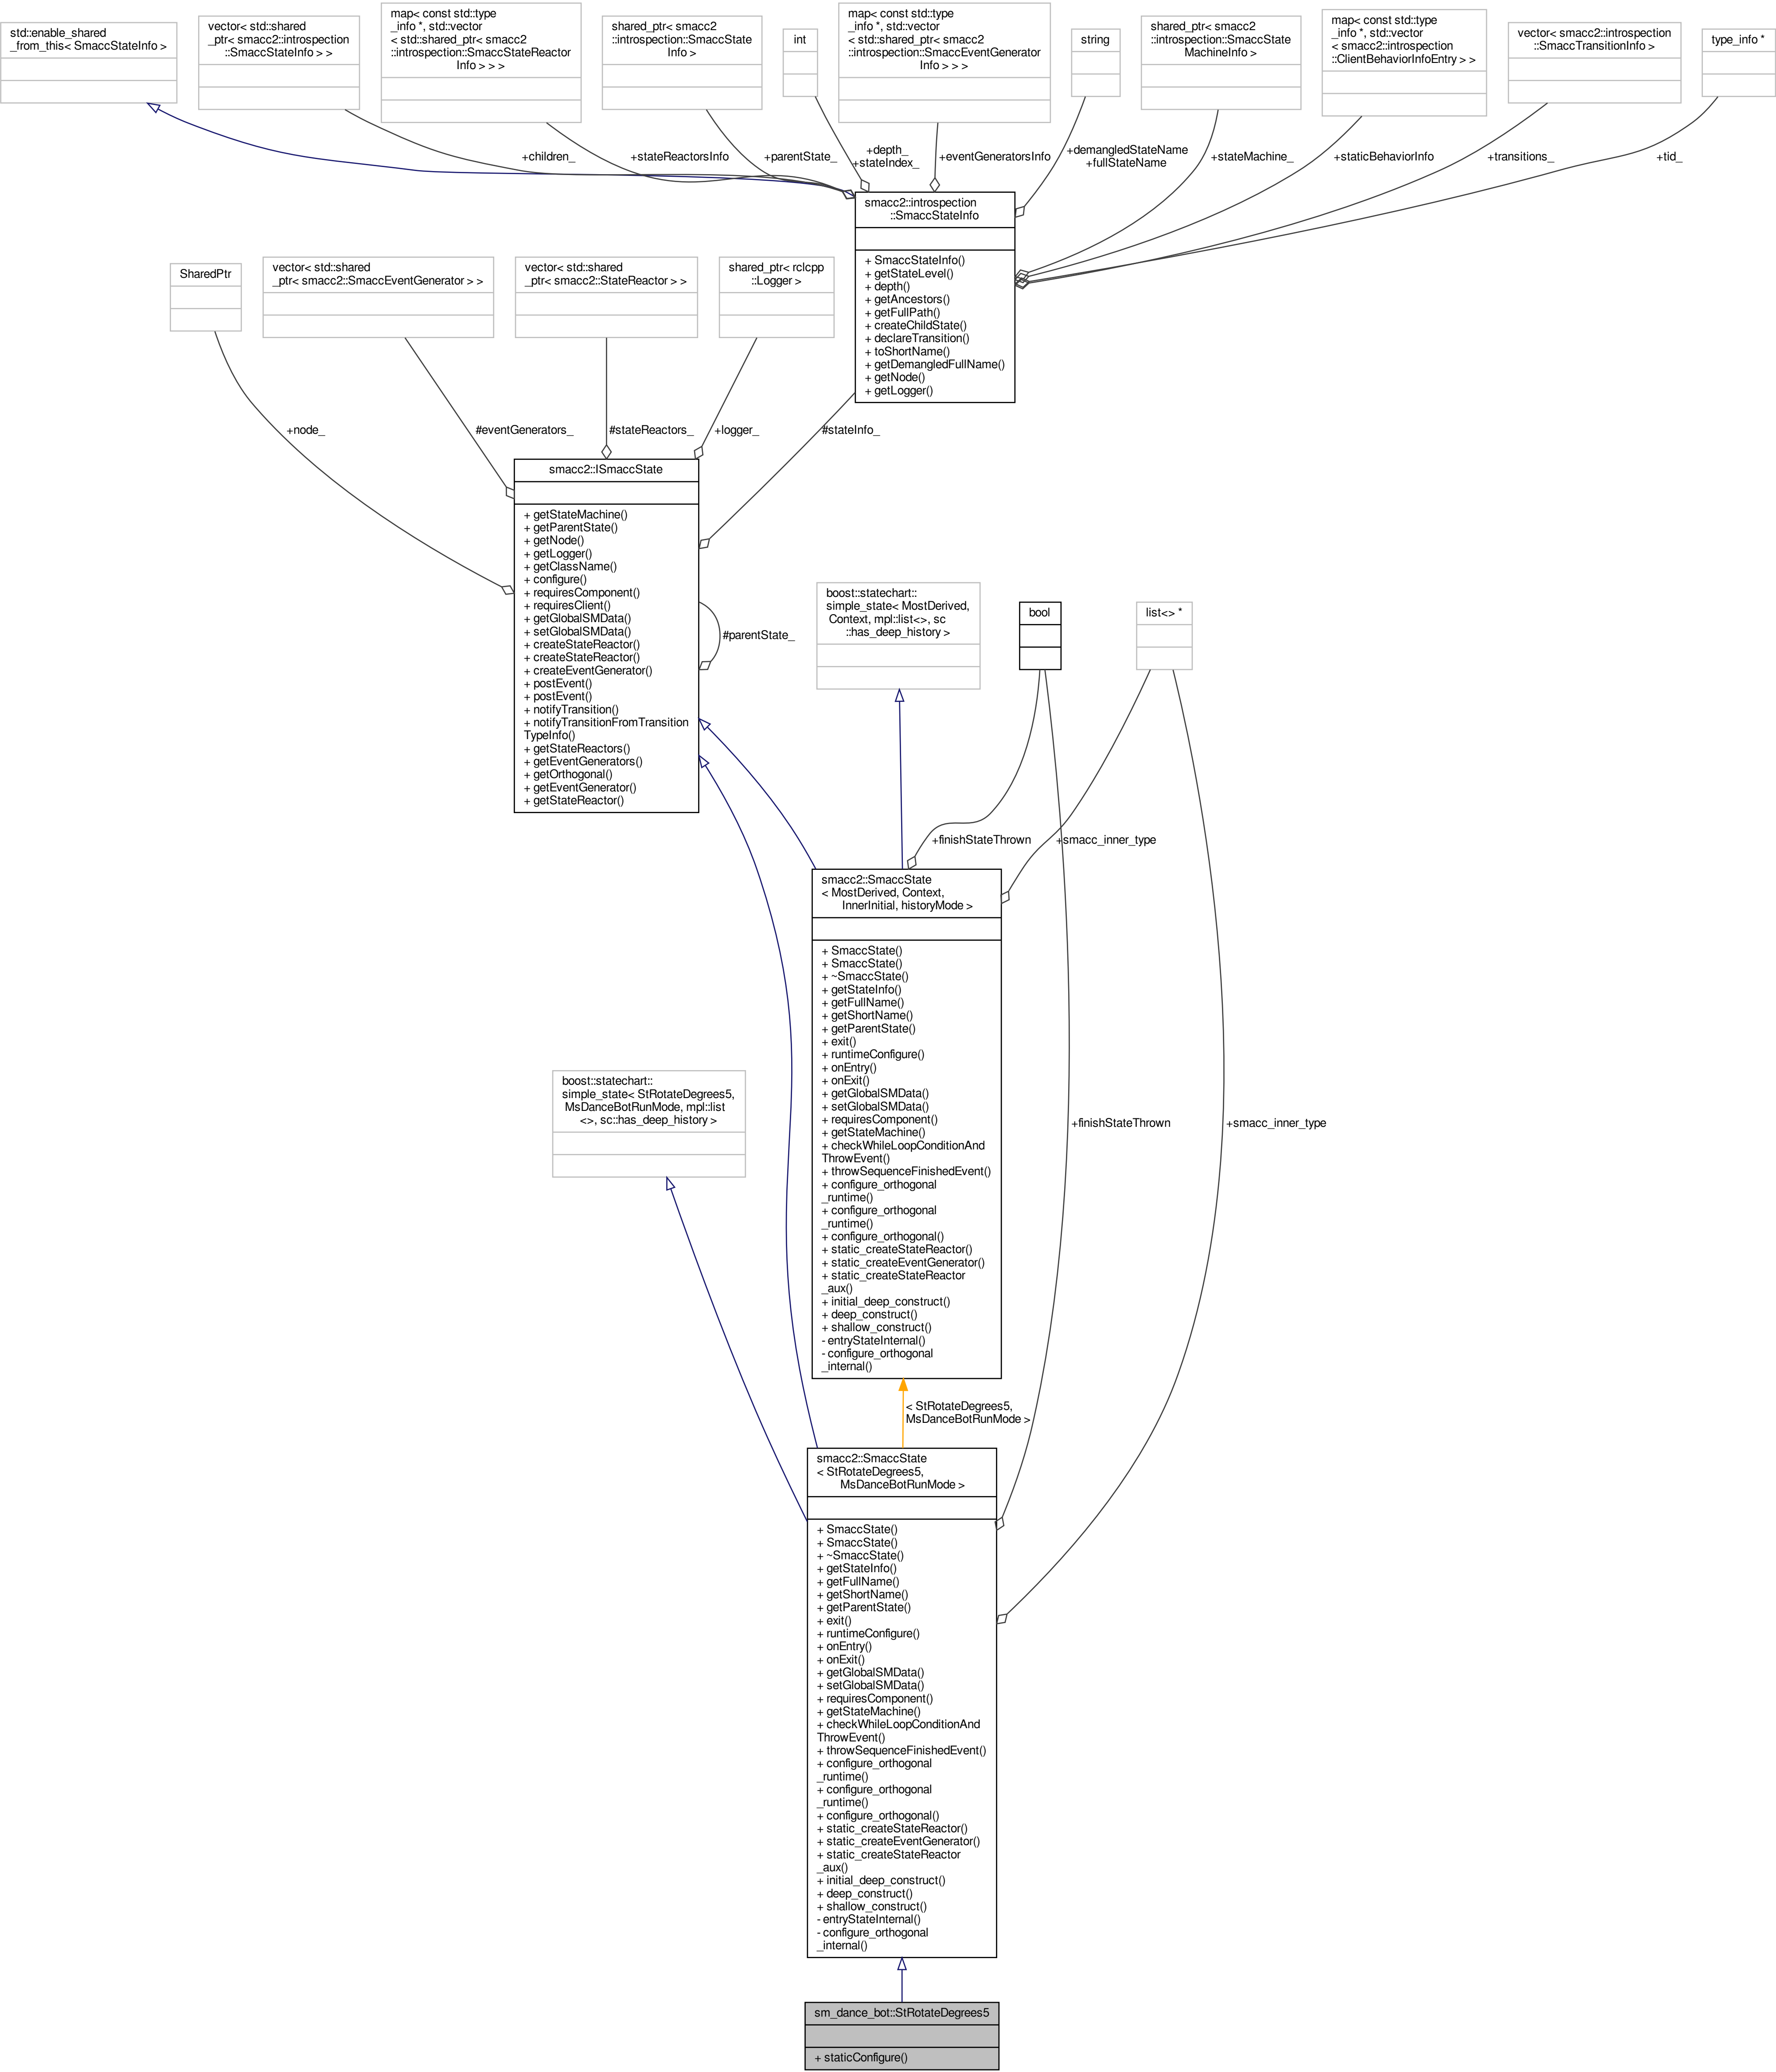 std::enable_shared
_from_this< SmaccStateInfo >
vector< std::shared
_ptr< smacc2::introspection
::SmaccStateInfo > >
map< const std::type
_info *, std::vector
< std::shared_ptr< smacc2
::introspection::SmaccStateReactor
Info > > >
shared_ptr< smacc2
::introspection::SmaccState
Info >
int
map< const std::type
_info *, std::vector
< std::shared_ptr< smacc2
::introspection::SmaccEventGenerator
Info > > >
string
shared_ptr< smacc2
::introspection::SmaccState
MachineInfo >
map< const std::type
_info *, std::vector
< smacc2::introspection
::ClientBehaviorInfoEntry > >
vector< smacc2::introspection
::SmaccTransitionInfo >
type_info *
+children_
+stateReactorsInfo
+parentState_
+depth_
+stateIndex_
+eventGeneratorsInfo
+demangledStateName
+fullStateName
+stateMachine_
+staticBehaviorInfo
+transitions_
+tid_
smacc2::introspection
::SmaccStateInfo
+ SmaccStateInfo()
+ getStateLevel()
+ depth()
+ getAncestors()
+ getFullPath()
+ createChildState()
+ declareTransition()
+ toShortName()
+ getDemangledFullName()
+ getNode()
+ getLogger()
SharedPtr
vector< std::shared
_ptr< smacc2::SmaccEventGenerator > >
vector< std::shared
_ptr< smacc2::StateReactor > >
shared_ptr< rclcpp
::Logger >
+node_
#eventGenerators_
#stateReactors_
+logger_
#stateInfo_
smacc2::ISmaccState
+ getStateMachine()
+ getParentState()
+ getNode()
+ getLogger()
+ getClassName()
+ configure()
+ requiresComponent()
+ requiresClient()
+ getGlobalSMData()
+ setGlobalSMData()
+ createStateReactor()
+ createStateReactor()
+ createEventGenerator()
+ postEvent()
+ postEvent()
+ notifyTransition()
+ notifyTransitionFromTransition
TypeInfo()
+ getStateReactors()
+ getEventGenerators()
+ getOrthogonal()
+ getEventGenerator()
+ getStateReactor()
#parentState_
boost::statechart::
simple_state< MostDerived,
Context, mpl::list<>, sc
::has_deep_history >
bool
list<> *
+finishStateThrown
+smacc_inner_type
smacc2::SmaccState
< MostDerived, Context,
InnerInitial, historyMode >
+ SmaccState()
+ SmaccState()
+ ~SmaccState()
+ getStateInfo()
+ getFullName()
+ getShortName()
+ getParentState()
+ exit()
+ runtimeConfigure()
+ onEntry()
+ onExit()
+ getGlobalSMData()
+ setGlobalSMData()
+ requiresComponent()
+ getStateMachine()
+ checkWhileLoopConditionAnd
ThrowEvent()
+ throwSequenceFinishedEvent()
+ configure_orthogonal
_runtime()
+ configure_orthogonal
_runtime()
+ configure_orthogonal()
+ static_createStateReactor()
+ static_createEventGenerator()
+ static_createStateReactor
_aux()
+ initial_deep_construct()
+ deep_construct()
+ shallow_construct()
- entryStateInternal()
- configure_orthogonal
_internal()
boost::statechart::
simple_state< StRotateDegrees5,
MsDanceBotRunMode, mpl::list
<>, sc::has_deep_history >
+finishStateThrown
+smacc_inner_type
< StRotateDegrees5,
MsDanceBotRunMode >
smacc2::SmaccState
< StRotateDegrees5,
MsDanceBotRunMode >
+ SmaccState()
+ SmaccState()
+ ~SmaccState()
+ getStateInfo()
+ getFullName()
+ getShortName()
+ getParentState()
+ exit()
+ runtimeConfigure()
+ onEntry()
+ onExit()
+ getGlobalSMData()
+ setGlobalSMData()
+ requiresComponent()
+ getStateMachine()
+ checkWhileLoopConditionAnd
ThrowEvent()
+ throwSequenceFinishedEvent()
+ configure_orthogonal
_runtime()
+ configure_orthogonal
_runtime()
+ configure_orthogonal()
+ static_createStateReactor()
+ static_createEventGenerator()
+ static_createStateReactor
_aux()
+ initial_deep_construct()
+ deep_construct()
+ shallow_construct()
- entryStateInternal()
- configure_orthogonal
_internal()
sm_dance_bot::StRotateDegrees5
+ staticConfigure()